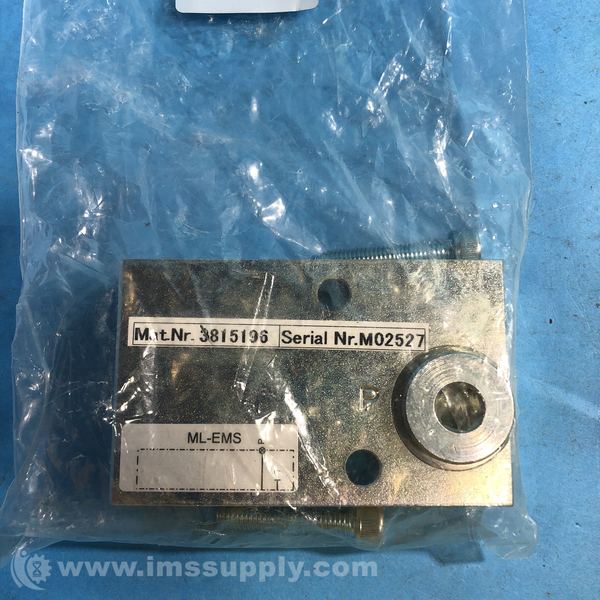 Mat.Nr. 3815196 Serial Nr.M02527
P
ML-EMS P
T
www.imssupply.com